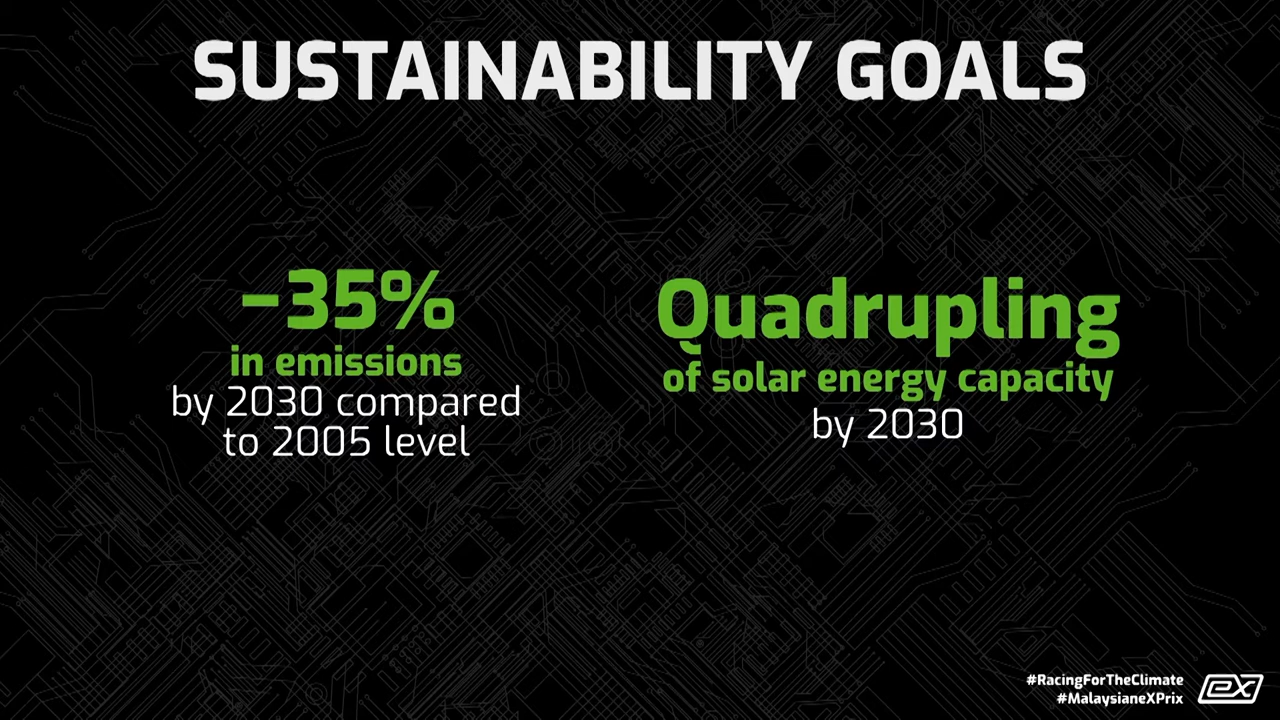 SUSTAINABILITY GOALS
–35%
in emissions
by 2030 compared
to 2005 level
Quadrupling
of solar energy capacity
by 2030
#RacingForTheClimate
#MalaysianeXPrix
ex